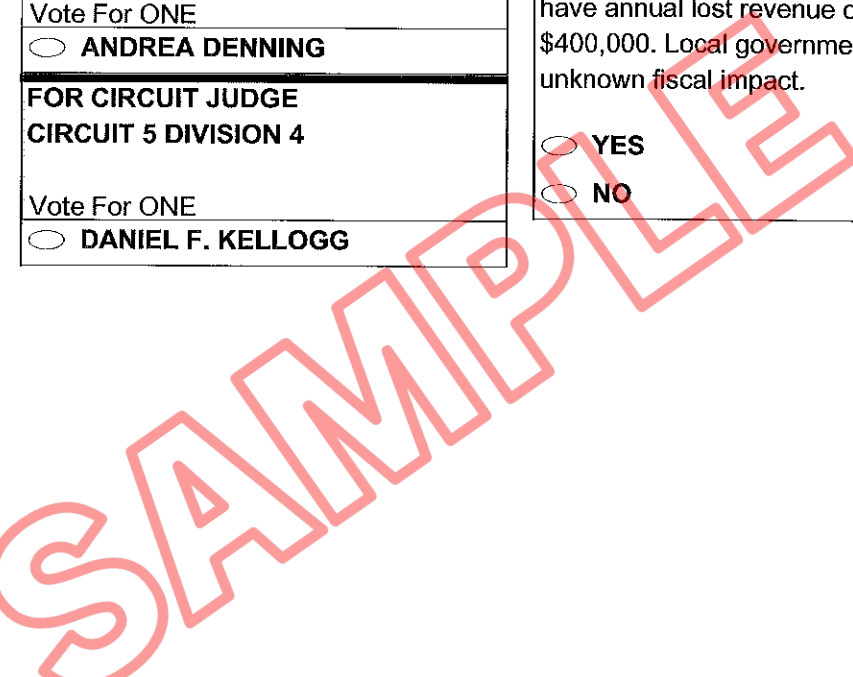 Vote For ONE
ANDREA DENNING
FOR CIRCUIT JUDGE
CIRCUIT 5 DIVISION 4
Vote For ONE
DANIEL F. KELLOGG
have annual lost revenue
$400,000. Local
unknown fiscal impact.
YES
NO
SAMPLE